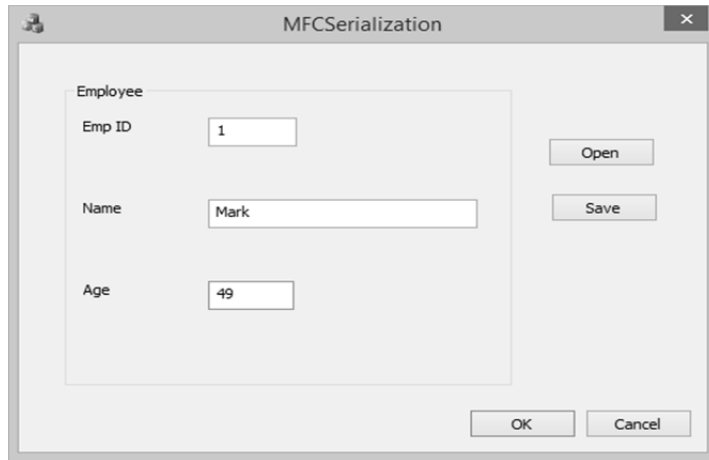 MFCSerialization
Employee
Emp ID
1
Open
Name
Mark
Save
Age
49
OK
Cancel